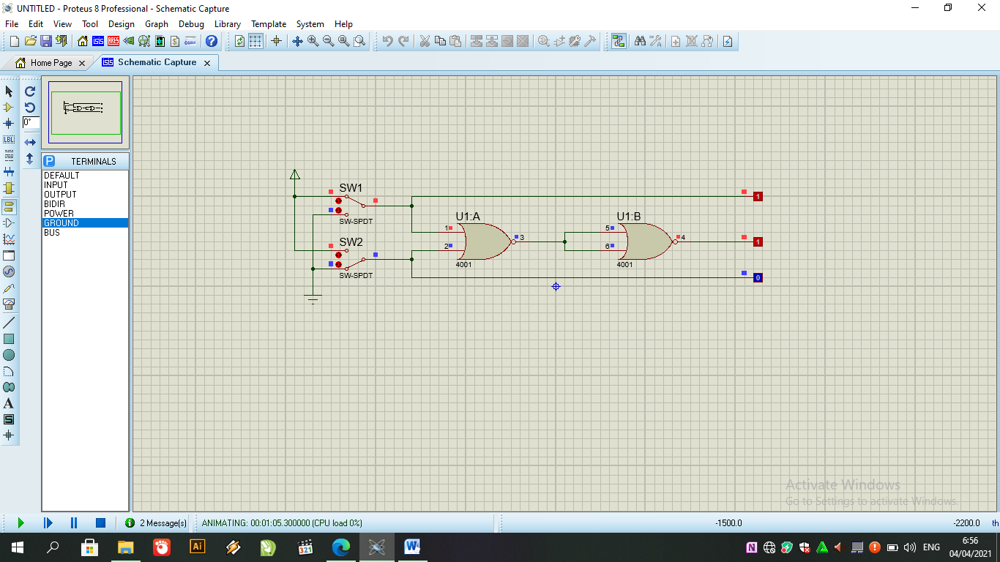 UNTITLED - Proteus 8 Professional - Schematic Capture
File Edit View Tool Design Graph Debug Library Template System Help
Home Page
Schematic Capture
0°
LBL
P TERMINALS
DEFAULT
INPUT
OUTPUT
BIDIR
POWER
GROUND
BUS
A
S
SW1
SW-SPDT
SW2
SW-SPDT
U1:A
1
2
3
4001
U1:B
5
6
4
4001
1
1
0
Activate Windows
Go to Settings to activate Windows.
2 Message(s)
ANIMATING: 00:01:05.300000 (CPU load 0%)
-1500.0
-2200.0
th
Ai
321
W
N
ENG
6:56
04/04/2021